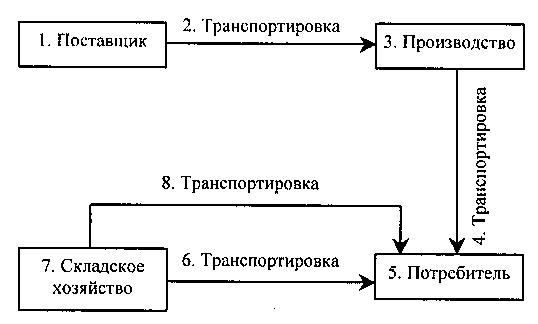 1. Поставщик
2. Транспортировка
3. Производство
4. Транспортировка
8. Транспортировка
7. Складское
хозяйство
6. Транспортировка
5. Потребитель